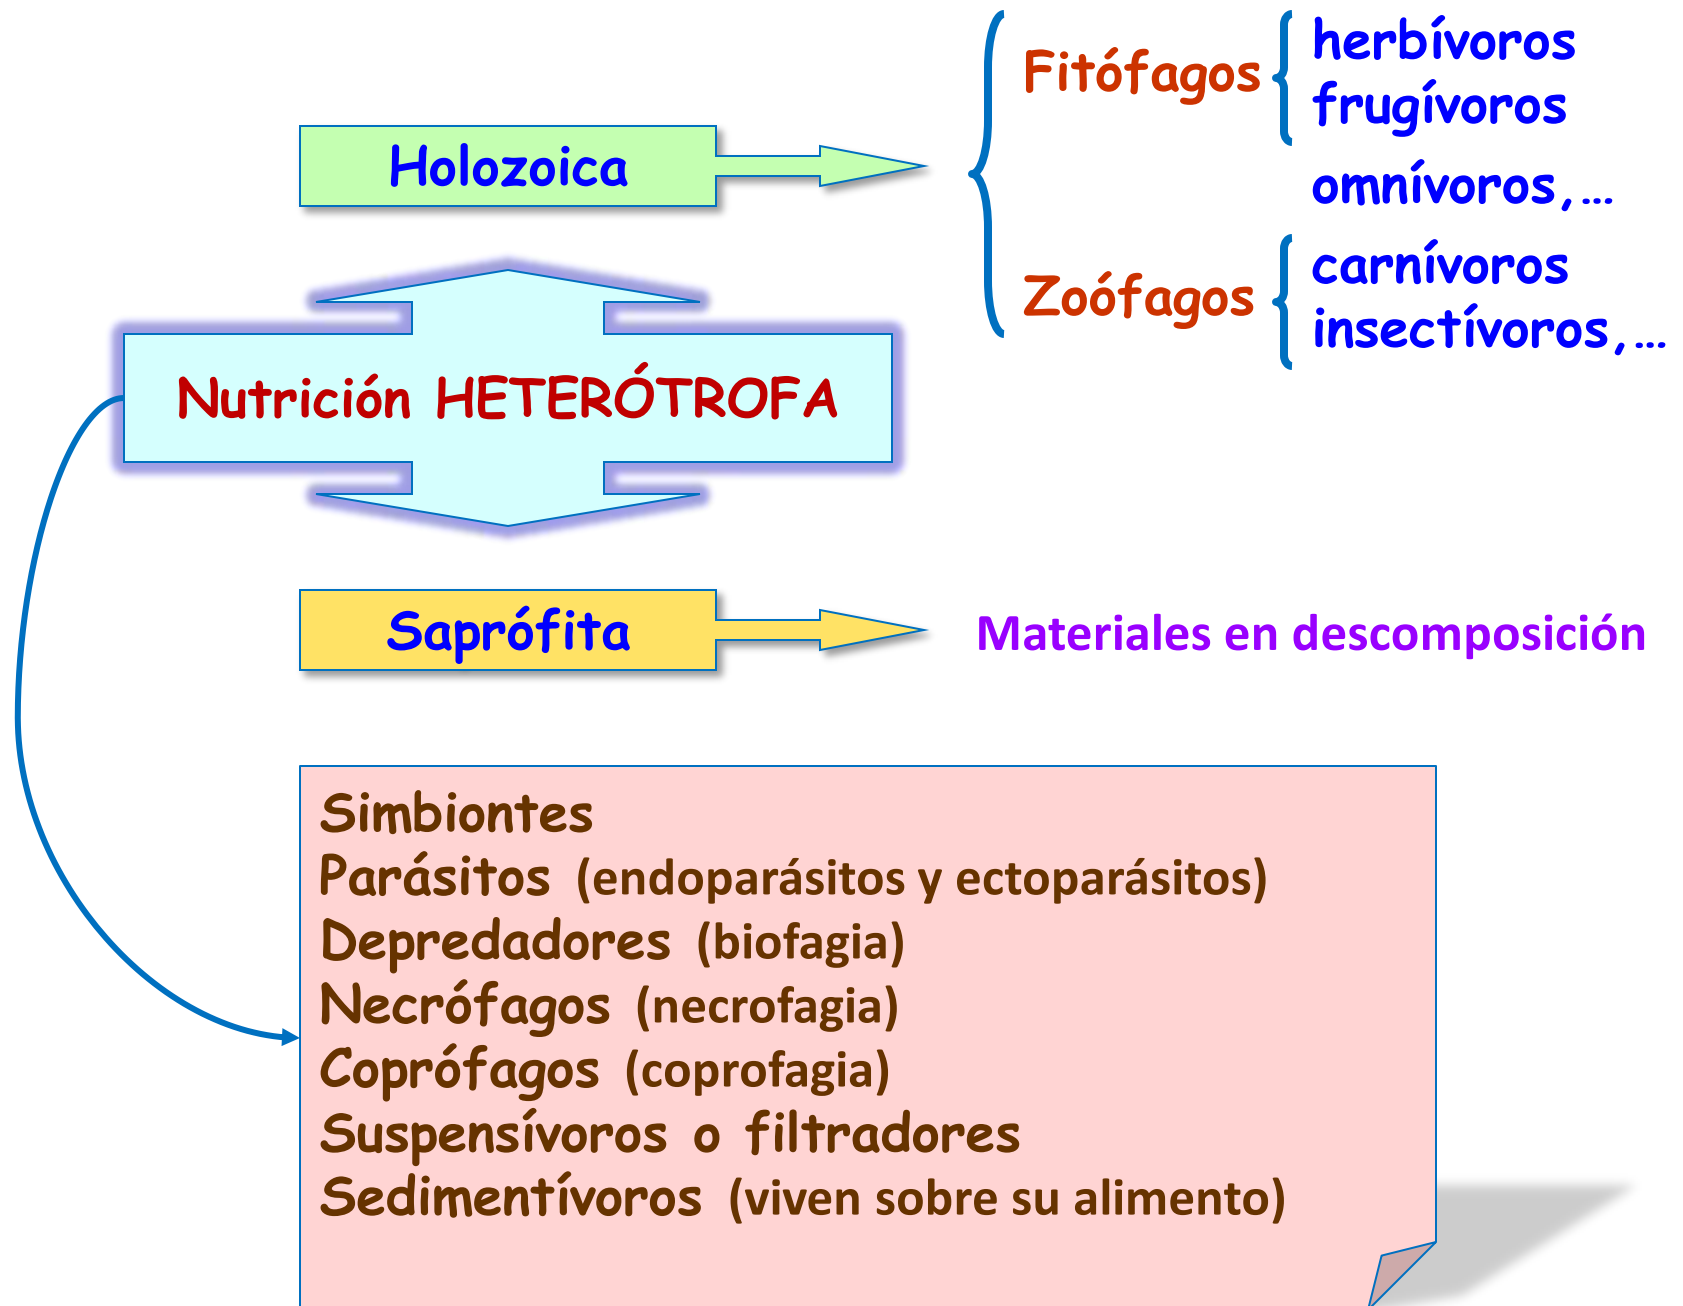 Holozoica
Fitófagos
herbívoros
frugívoros
omnívoros,...
Zoófagos
carnívoros
insectívoros,...
Nutrición HETERÓTROFA
Saprófita
Materiales en descomposición
Simbiontes
Parásitos (endoparásitos y ectoparásitos)
Depredadores (biofagia)
Necrófagos (necrofagia)
Coprófagos (coprofagia)
Suspensívoros o filtradores
Sedimentívoros (viven sobre su alimento)